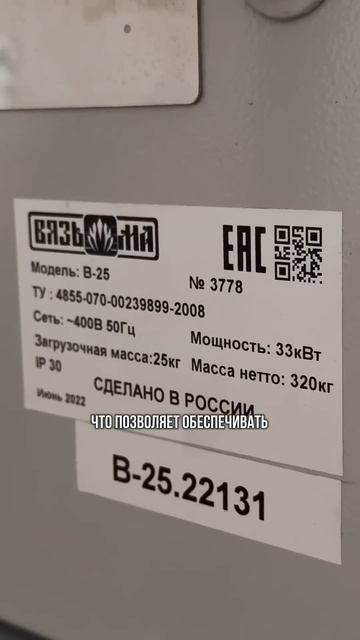 ВЯЗЬМА
EAC
Модель: В-25
№ 3778
ТУ : 4855-070-00239899-2008
Сеть: ~400В 50Гц
Мощность: 33кВт
Загрузочная масса:25кг
Масса нетто: 320кг
IP 30
СДЕЛАНО В РОССИИ
Июнь 2022
ЧТО ПОЗВОЛЯЕТ ОБЕСПЕЧИВАТЬ
В-25.22131